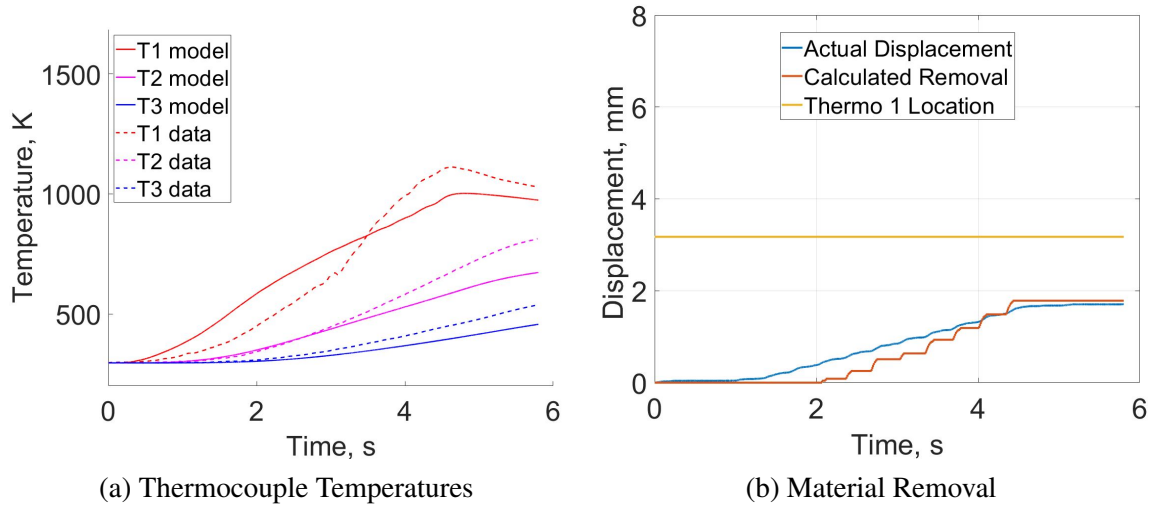 T1 model
T2 model
T3 model
T1 data
T2 data
T3 data
1500
1000
500
Temperature, K
0
2
4
6
Time, s
(a) Thermocouple Temperatures
Actual Displacement
Calculated Removal
Thermo 1 Location
8
6
4
2
0
Displacement, mm
0
2
4
6
Time, s
(b) Material Removal